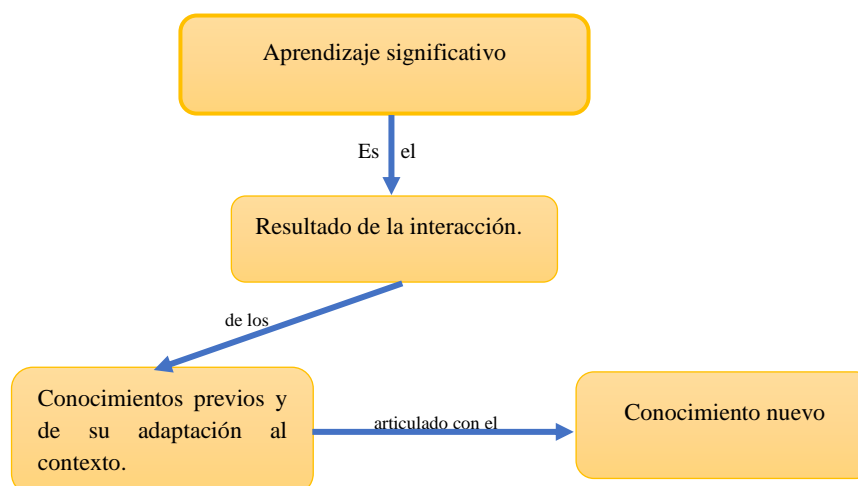 Aprendizaje significativo
Es el
Resultado de la interacción.
de los
Conocimientos previos y
de su adaptación al
contexto.
articulado con el
Conocimiento nuevo